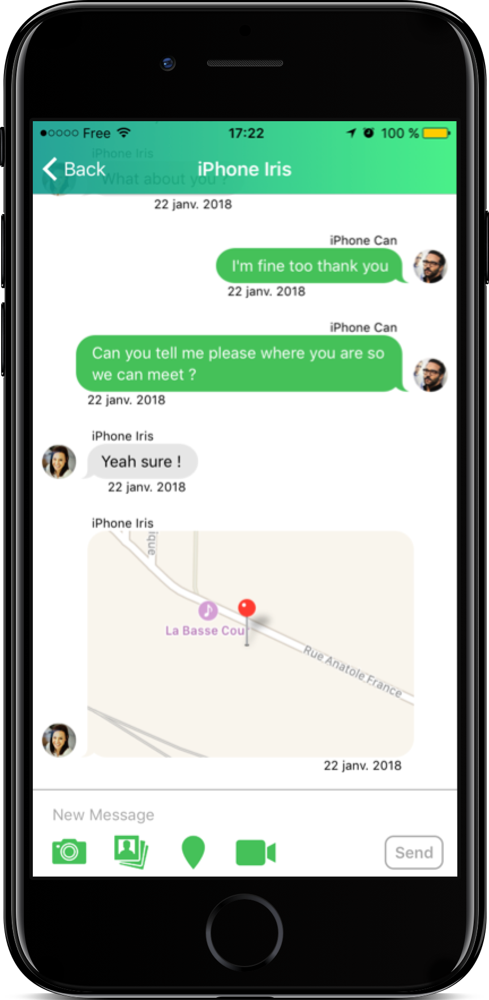 Free
17:22
100 %
iPhone Iris
Back
iPhone Iris
What about you ?
22 janv. 2018
iPhone Can
I'm fine too thank you
22 janv. 2018
iPhone Can
Can you tell me please where you are so
we can meet ?
22 janv. 2018
iPhone Iris
Yeah sure !
22 janv. 2018
iPhone Iris
ique
La Basse Cour
Rue Anatole France
22 janv. 2018
New Message
Send